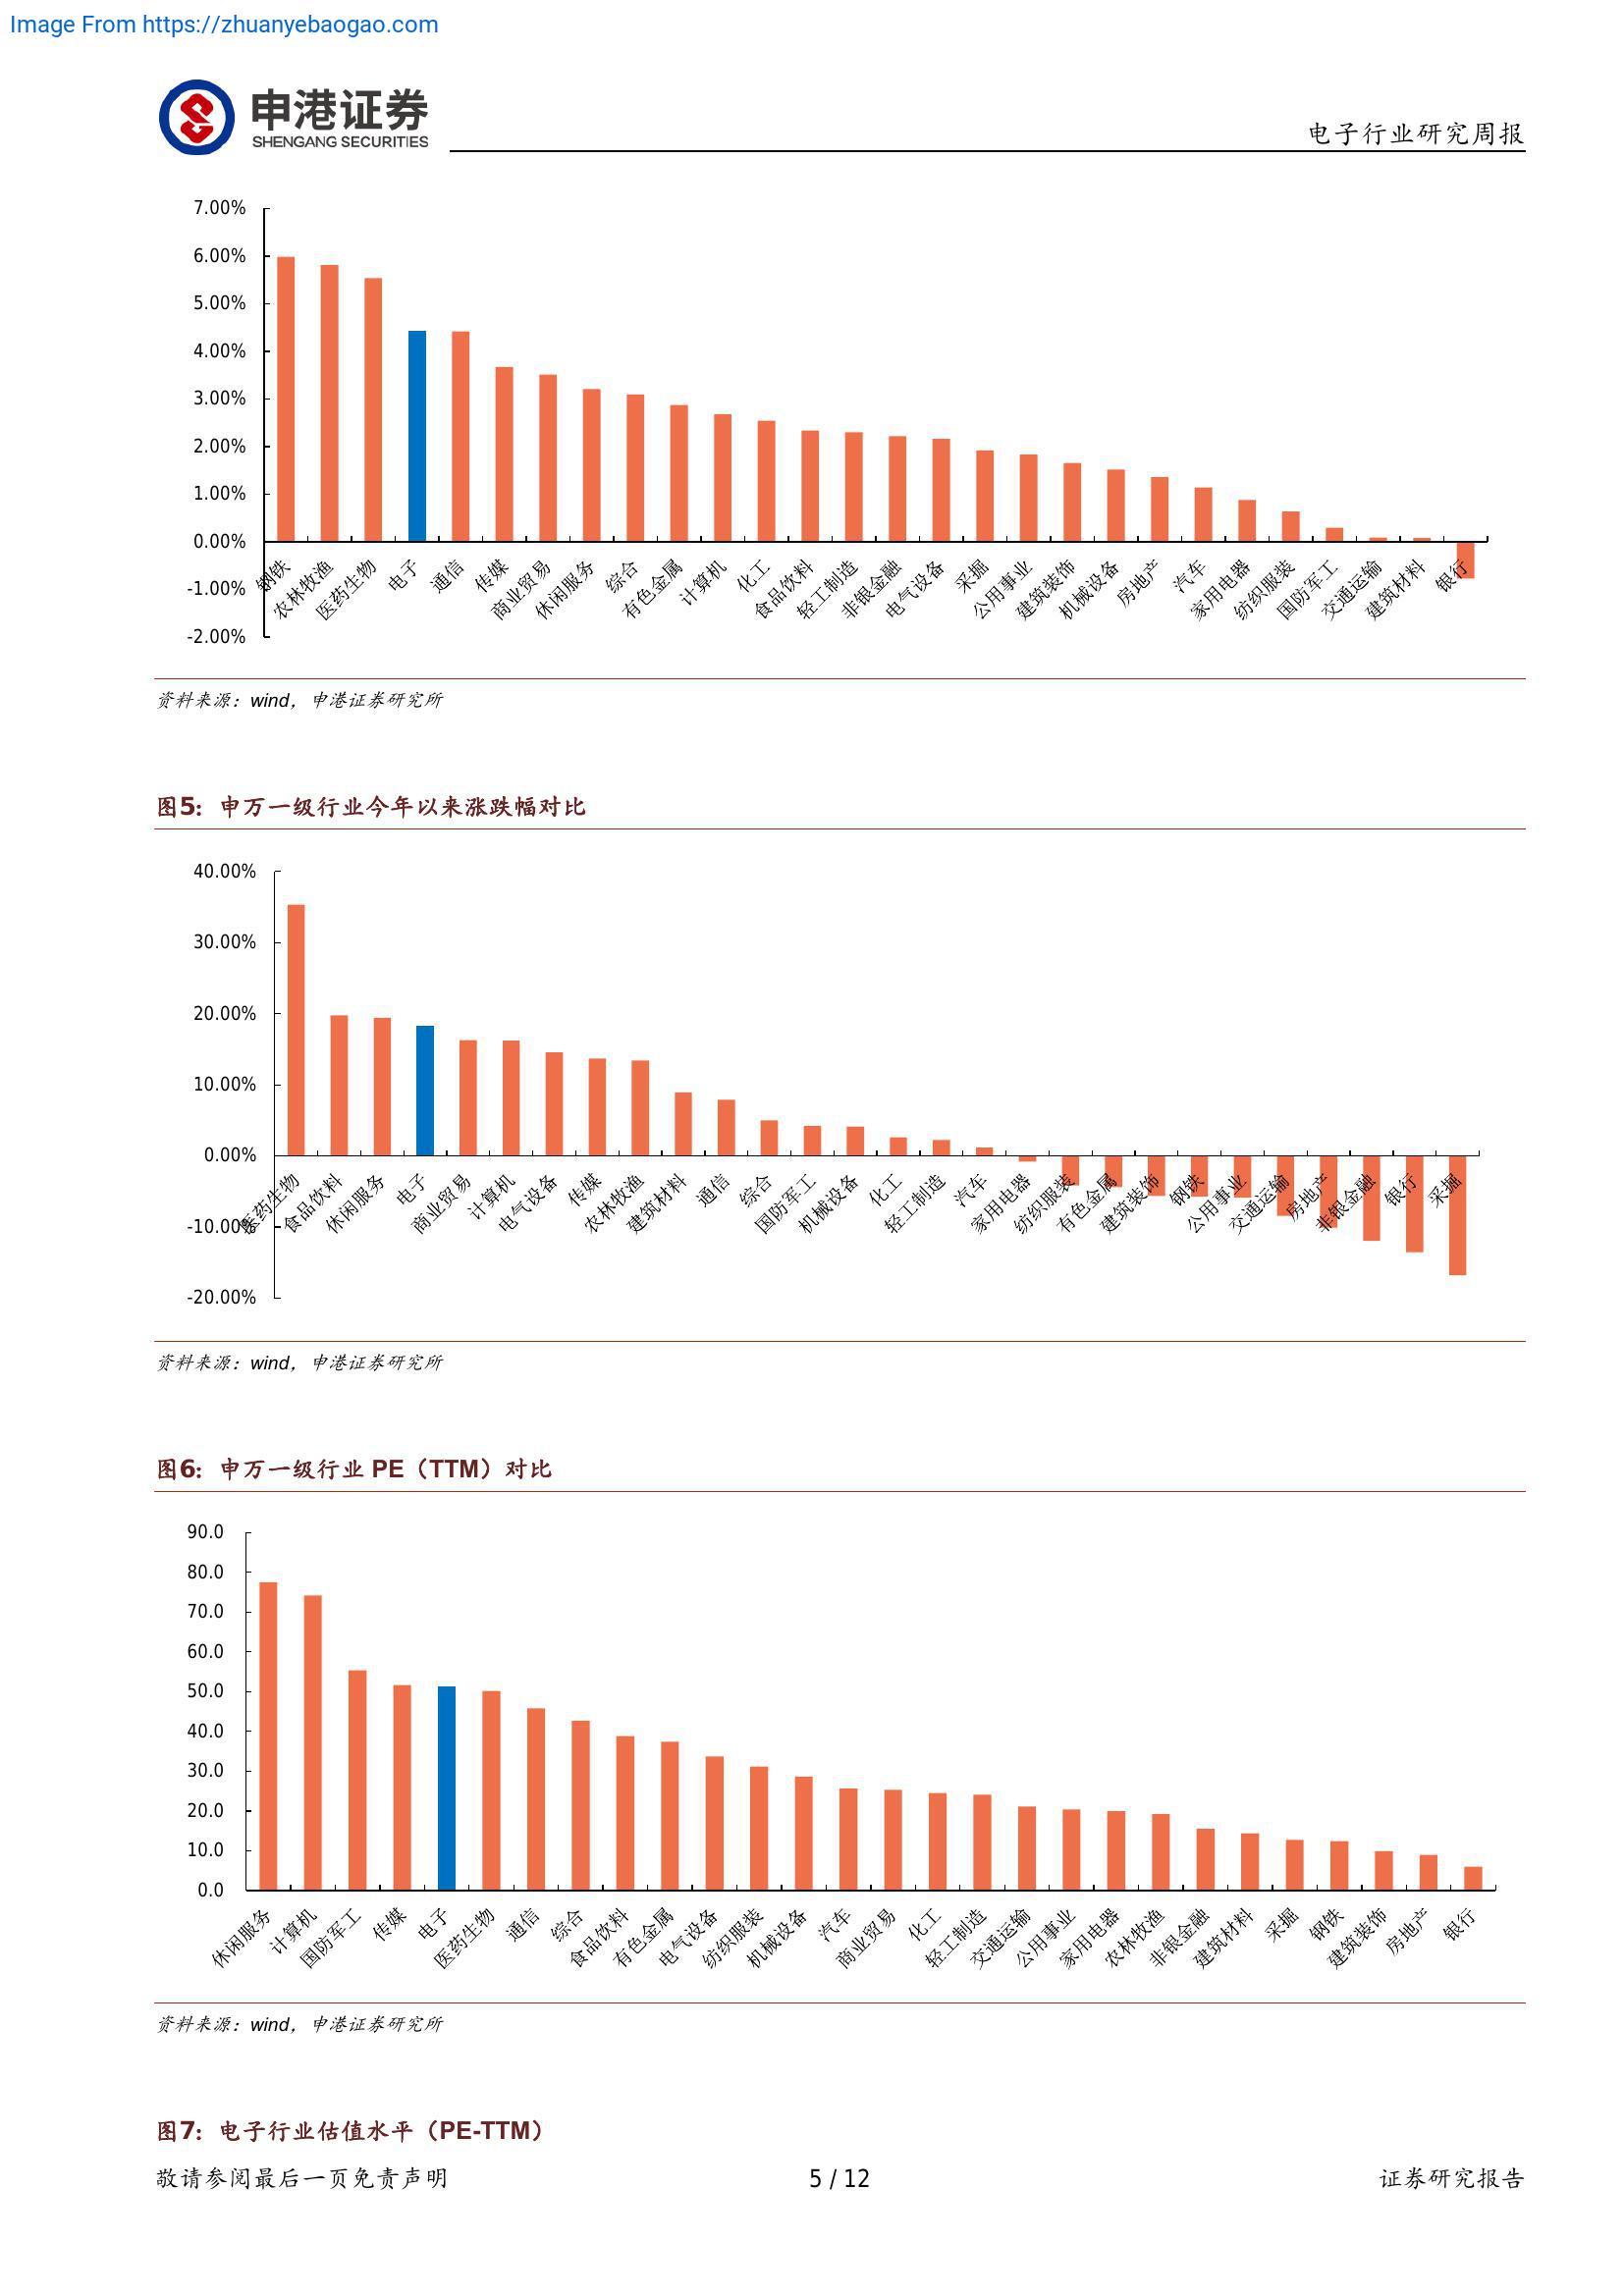 Image From https://zhuanyebaogao.com
申港证券
SHENGANG SECURITIES
电子行业研究周报
7.00%
6.00%
5.00%
4.00%
3.00%
2.00%
1.00%
0.00%
-1.00%
-2.00%
钢铁 农林牧渔 医药生物 电子 通信 传媒 商业贸易 休闲服务 综合 有色金属 计算机 化工 食品饮料 轻工制造 非银金融 电气设备 采掘 公用事业 建筑装饰 机械设备 房地产 汽车 家用电器 纺织服装 国防军工 交通运输 建筑材料 银行
资料来源：wind，申港证券研究所
图5：申万一级行业今年以来涨跌幅对比
40.00%
30.00%
20.00%
10.00%
0.00%
-10.00%
-20.00%
医药生物 食品饮料 休闲服务 电子 商业贸易 计算机 电气设备 传媒 农林牧渔 建筑材料 通信 综合 国防军工 机械设备 化工 轻工制造 汽车 家用电器 纺织服装 有色金属 建筑装饰 钢铁 公用事业 交通运输 房地产 非银金融 银行 采掘
资料来源：wind，申港证券研究所
图6：申万一级行业 PE（TTM）对比
90.0
80.0
70.0
60.0
50.0
40.0
30.0
20.0
10.0
0.0
休闲服务 计算机 国防军工 传媒 电子 医药生物 通信 综合 食品饮料 有色金属 电气设备 纺织服装 机械设备 汽车 商业贸易 化工 轻工制造 交通运输 公用事业 家用电器 农林牧渔 非银金融 建筑材料 采掘 钢铁 建筑装饰 房地产 银行
资料来源：wind，申港证券研究所
图7：电子行业估值水平（PE-TTM）
敬请参阅最后一页免责声明
5 / 12
证券研究报告